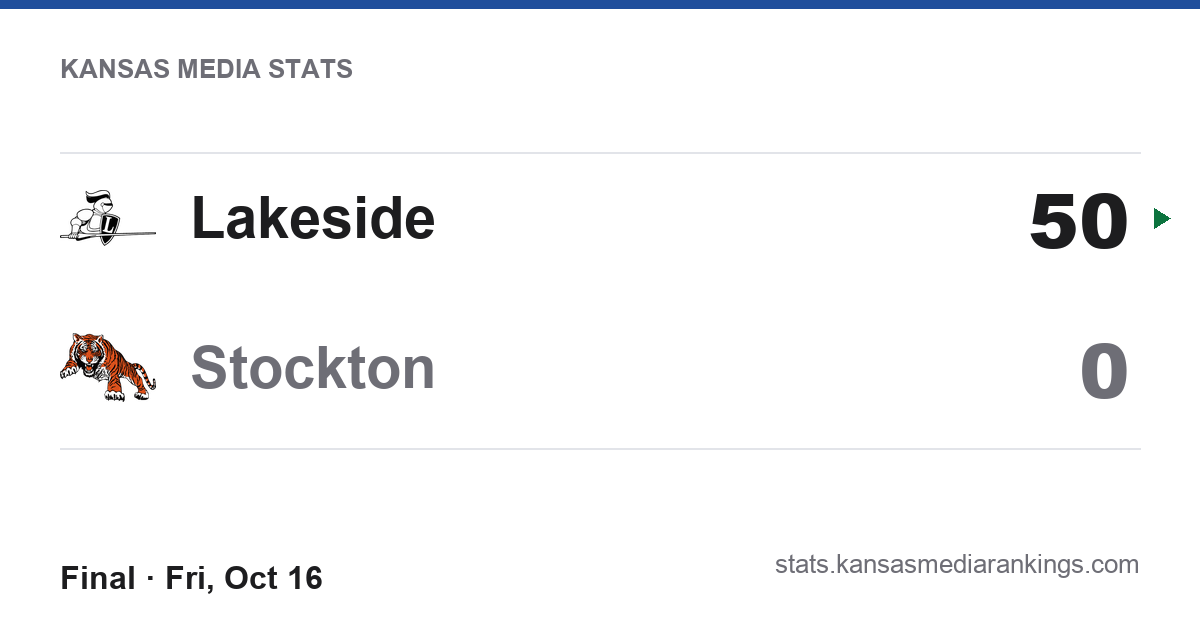 KANSAS MEDIA STATS
L
Lakeside 50
Stockton 0
Final · Fri, Oct 16
stats.kansasmediarankings.com